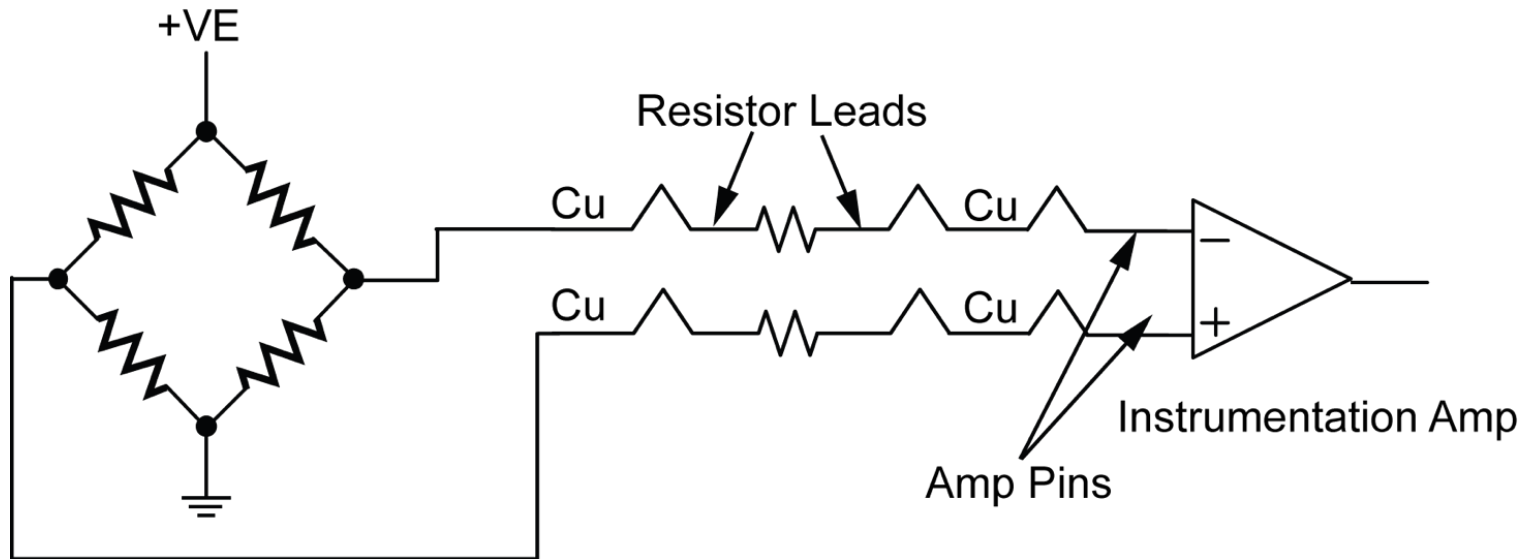 +VE
Resistor Leads
Cu
Cu
−
Cu
Cu
+
Instrumentation Amp
Amp Pins